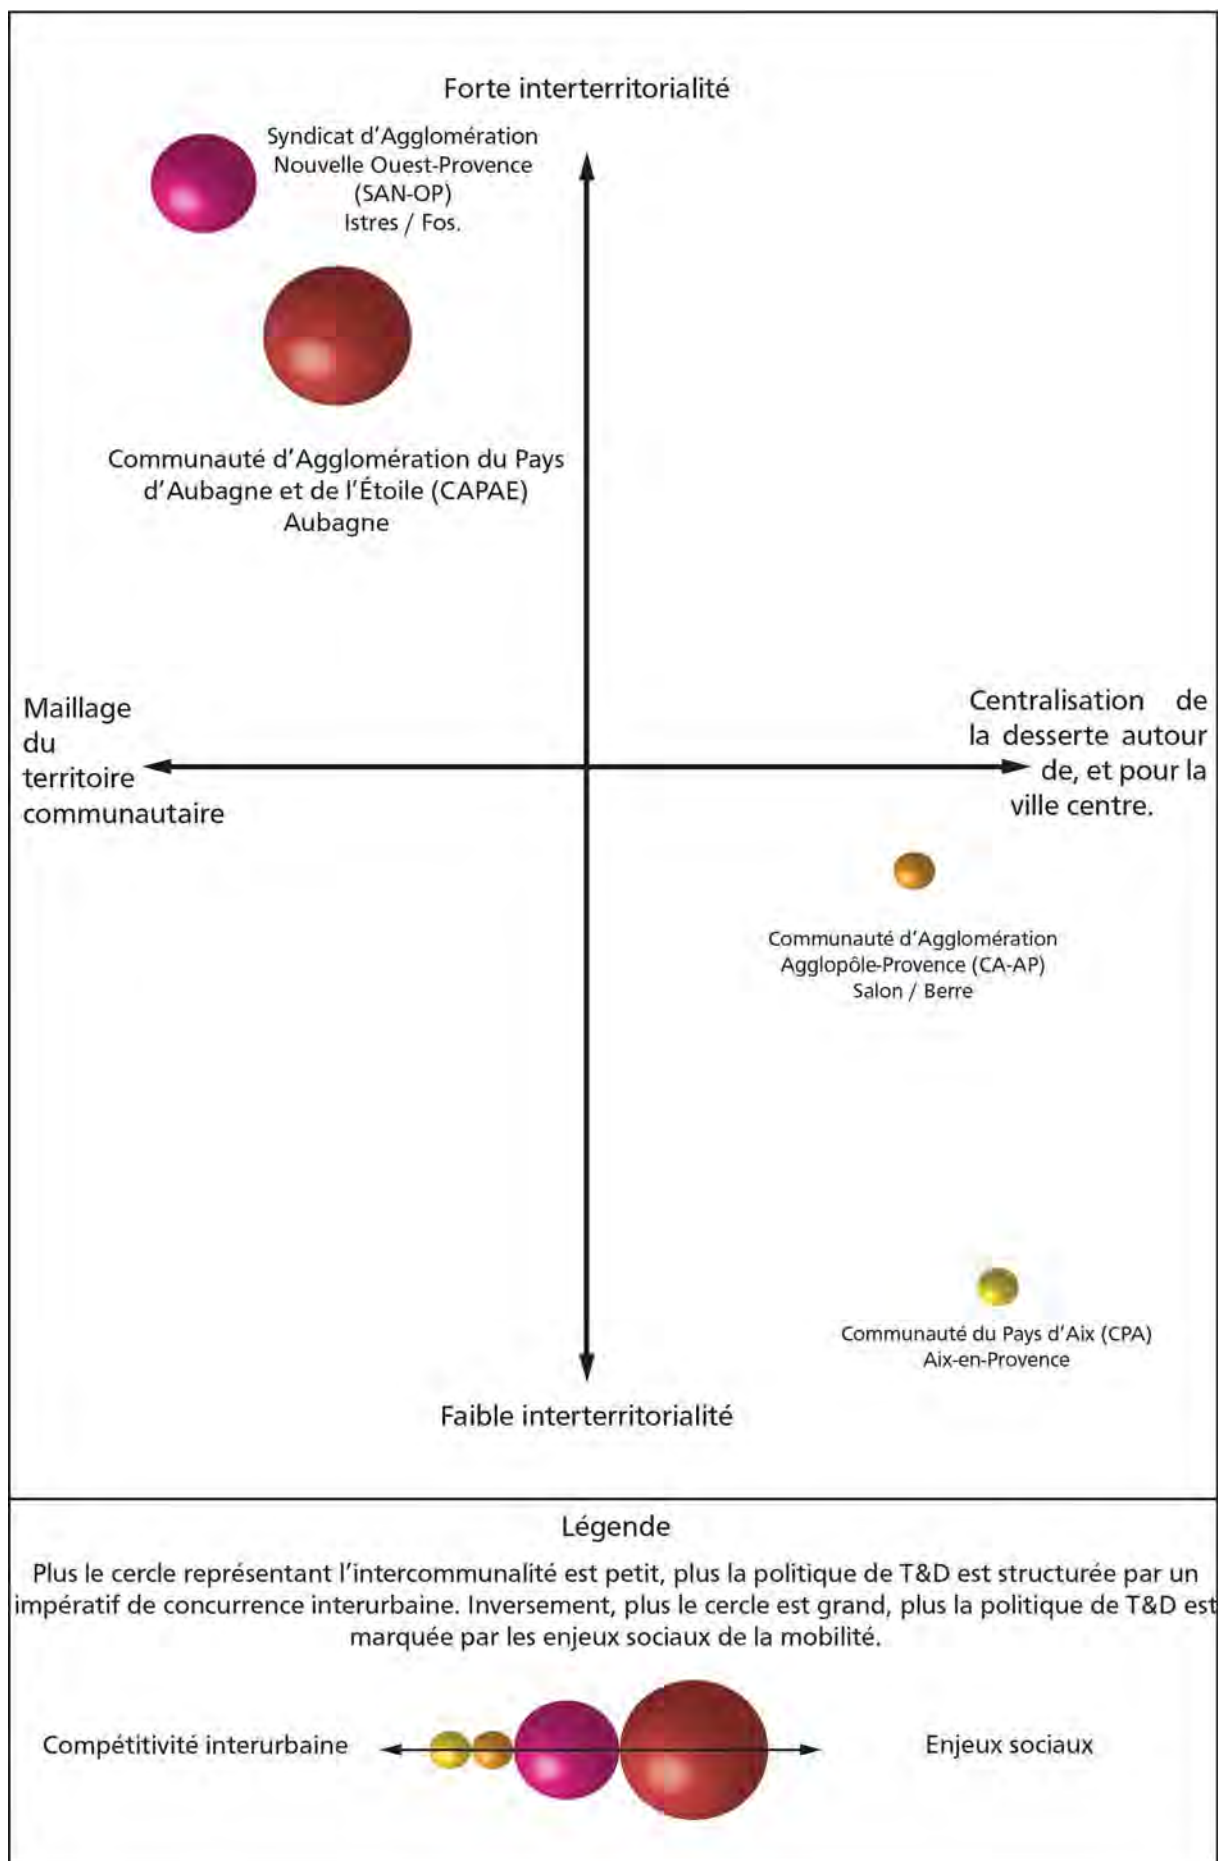 Forte interterritorialité
Syndicat d'Agglomération
Nouvelle Ouest-Provence
(SAN-OP)
Istres / Fos.
Communauté d'Agglomération du Pays
d'Aubagne et de l'Étoile (CAPAE)
Aubagne
Maillage
du
territoire
communautaire
Centralisation de
la desserte autour
de, et pour la
ville centre.
Communauté d'Agglomération
Agglopôle-Provence (CA-AP)
Salon / Berre
Communauté du Pays d'Aix (CPA)
Aix-en-Provence
Faible interterritorialité
Légende
Plus le cercle représentant l'intercommunalité est petit, plus la politique de T&D est structurée par un
impératif de concurrence interurbaine. Inversement, plus le cercle est grand, plus la politique de T&D est
marquée par les enjeux sociaux de la mobilité.
Compétitivité interurbaine
Enjeux sociaux